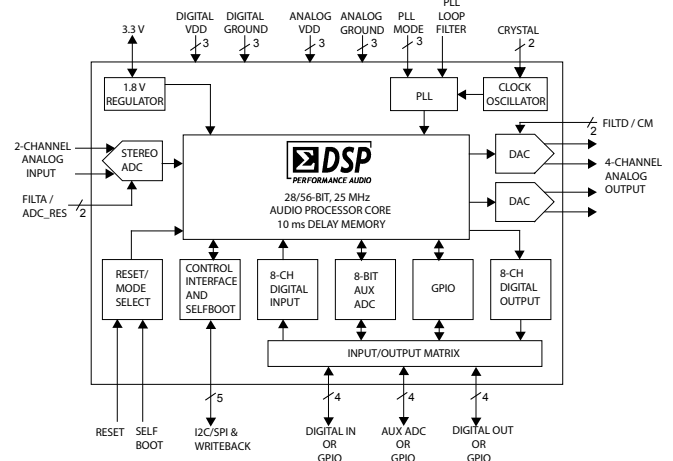 PLL
LOOP
FILTER
DIGITAL
VDD
DIGITAL
GROUND
ANALOG
VDD
ANALOG
GROUND
PLL
MODE
CRYSTAL
3.3 V
3
3
3
3
3
2
1.8 V
REGULATOR
PLL
CLOCK
OSCILLATOR
FILTD / CM
2
2-CHANNEL
ANALOG
INPUT
STEREO
ADC
ΣDSP
PERFORMANCE AUDIO
28/56-BIT, 25 MHz
AUDIO PROCESSOR CORE
10 ms DELAY MEMORY
DAC
DAC
4-CHANNEL
ANALOG
OUTPUT
FILTA /
ADC_RES
2
RESET/
MODE
SELECT
CONTROL
INTERFACE
AND
SELFBOOT
8-CH
DIGITAL
INPUT
8-BIT
AUX
ADC
GPIO
8-CH
DIGITAL
OUTPUT
INPUT/OUTPUT MATRIX
5
4
4
4
RESET
SELF
BOOT
I2C/SPI &
WRITEBACK
DIGITAL IN
OR
GPIO
AUX ADC
OR
GPIO
DIGITAL OUT
OR
GPIO